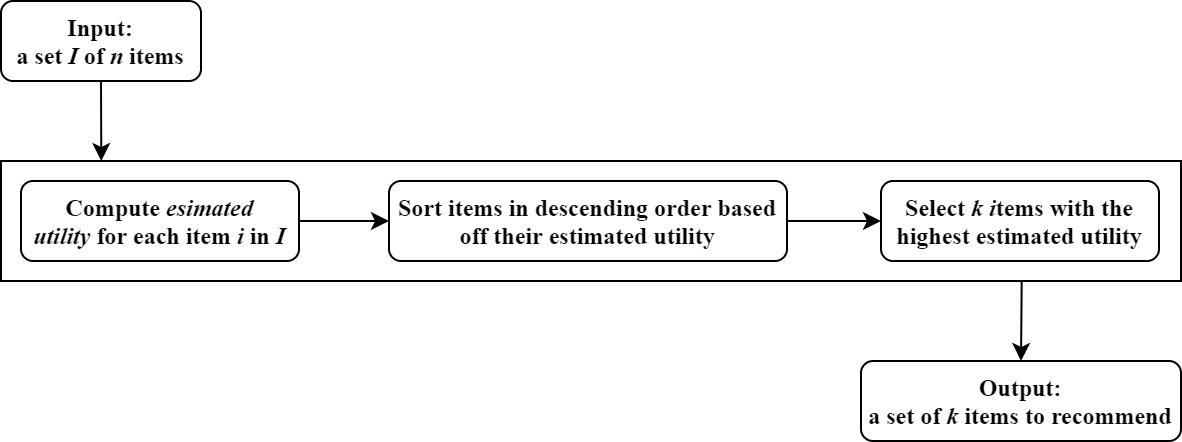 Input:
a set I of n items
Compute esimated
utility for each item i in I
Sort items in descending order based
off their estimated utility
Select k items with the
highest estimated utility
Output:
a set of k items to recommend